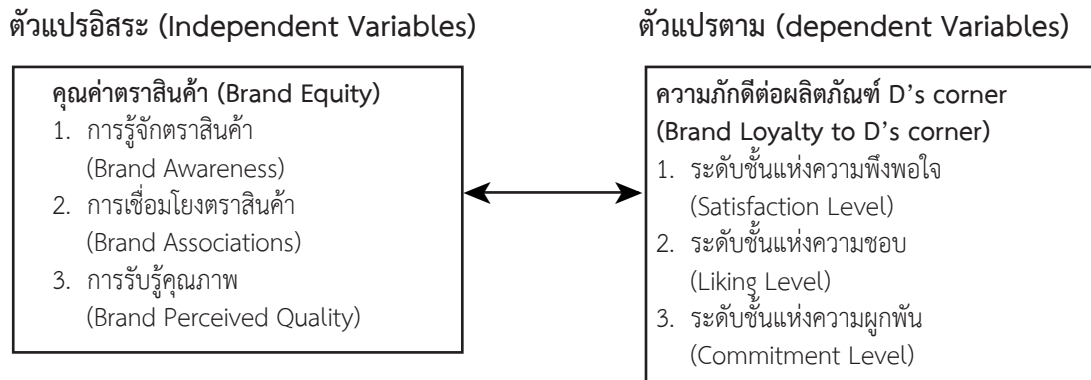 ตัวแปรอิสระ (Independent Variables)
คุณค่าตราสินค้า (Brand Equity)
1. การรู้จักตราสินค้า
(Brand Awareness)
2. การเชื่อมโยงตราสินค้า
(Brand Associations)
3. การรับรู้คุณภาพ
(Brand Perceived Quality)
ตัวแปรตาม (dependent Variables)
ความภักดีต่อผลิตภัณฑ์ D’s corner
(Brand Loyalty to D’s corner)
1. ระดับชั้นแห่งความพึงพอใจ
(Satisfaction Level)
2. ระดับชั้นแห่งความชอบ
(Liking Level)
3. ระดับชั้นแห่งความผูกพัน
(Commitment Level)